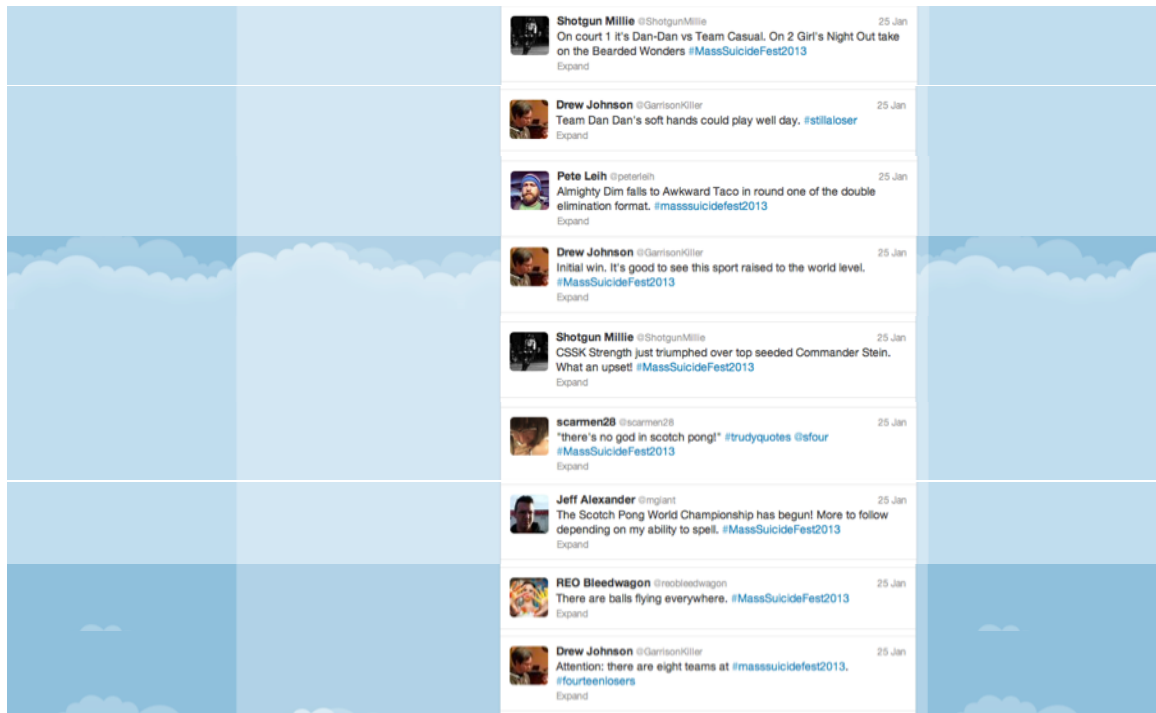 Shotgun Millie @ShotgunMillie 25 Jan
On court 1 it's Dan-Dan vs Team Casual. On 2 Girl's Night Out take
on the Bearded Wonders #MassSuicideFest2013
Expand
Drew Johnson @GarrisonKiller 25 Jan
Team Dan Dan's soft hands could play well day. #stillaloser
Expand
Pete Leih @peterleih 25 Jan
Almighty Dim falls to Awkward Taco in round one of the double
elimination format. #masssuicidefest2013
Expand
Drew Johnson @GarrisonKiller 25 Jan
Initial win. It's good to see this sport raised to the world level.
#MassSuicideFest2013
Expand
Shotgun Millie @ShotgunMillie 25 Jan
CSSK Strength just triumphed over top seeded Commander Stein.
What an upset! #MassSuicideFest2013
Expand
scarmen28 @scarmen28 25 Jan
"there's no god in scotch pong!" #trudyquotes @sfour
#MassSuicideFest2013
Expand
Jeff Alexander @mgiant 25 Jan
The Scotch Pong World Championship has begun! More to follow
depending on my ability to spell. #MassSuicideFest2013
Expand
REO Bleedwagon @reobleedwagon 25 Jan
There are balls flying everywhere. #MassSuicideFest2013
Expand
Drew Johnson @GarrisonKiller 25 Jan
Attention: there are eight teams at #masssuicidefest2013.
#fourteenlosers
Expand